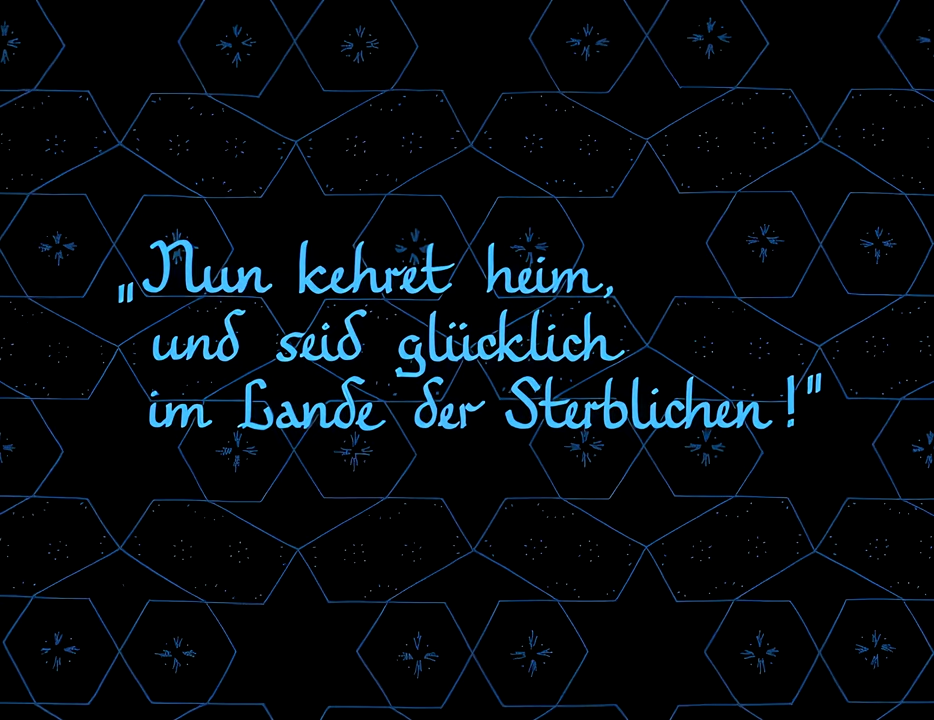 „Nun kehret heim,
und seid glücklich
im Lande der Sterblichen!"